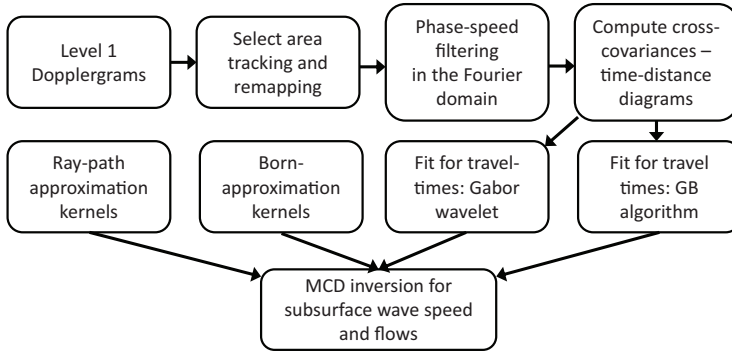 Level 1
Dopplergrams
Select area
tracking and
remapping
Phase-speed
filtering
in the Fourier
domain
Compute cross-
covariances –
time-distance
diagrams
Ray-path
approximation
kernels
Born-
approximation
kernels
Fit for travel-
times: Gabor
wavelet
Fit for travel
times: GB
algorithm
MCD inversion for
subsurface wave speed
and flows